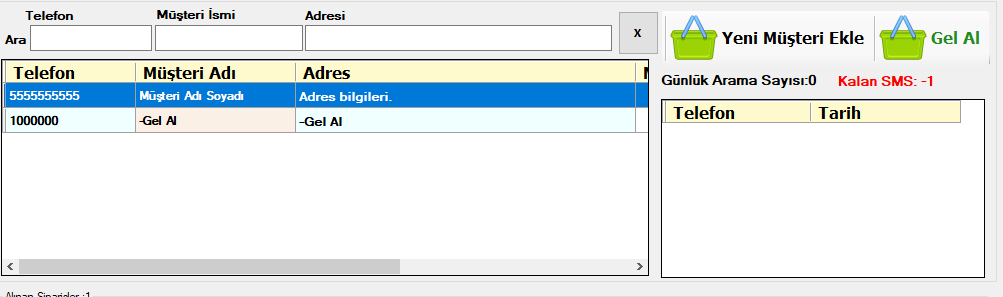 Telefon Müşteri İsmi Adresi
Ara x Yeni Müşteri Ekle Gel Al
Günlük Arama Sayısı:0 Kalan SMS: -1
Telefon Müşteri Adı Adres
5555555555 Müşteri Adı Soyadı Adres bilgileri.
1000000 -Gel Al -Gel Al
Telefon Tarih
Alınan Siparişler :1